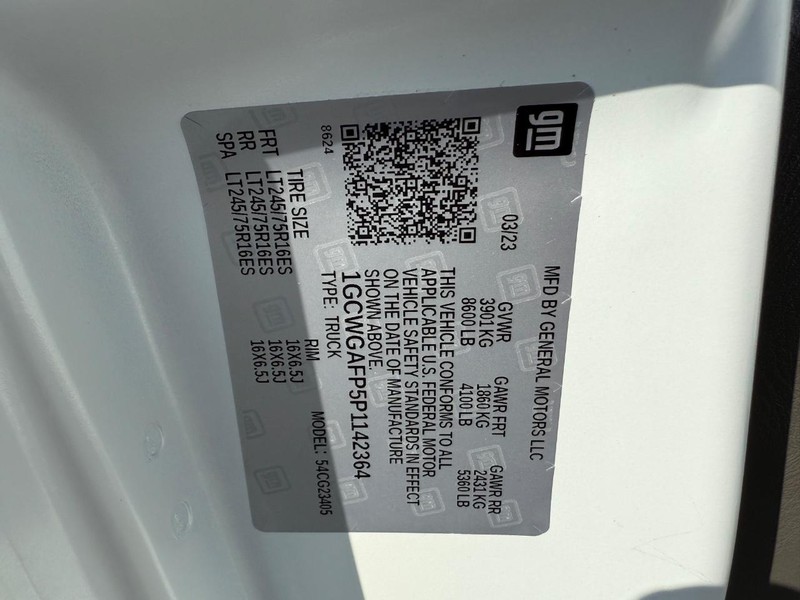 gm
MFD BY GENERAL MOTORS LLC
03/23
GVWR GAWR FRT GAWR RR
3901 KG 1860 KG 2431 KG
8600 LB 4100 LB 5360 LB
THIS VEHICLE CONFORMS TO ALL
APPLICABLE U.S. FEDERAL MOTOR
VEHICLE SAFETY STANDARDS IN EFFECT
ON THE DATE OF MANUFACTURE
SHOWN ABOVE.
1GCWGAFP5P1142364
TYPE: TRUCK
8624
MODEL: 54CG23405
TIRE SIZE RIM
FRT LT245/75R16ES 16X6.5J
RR LT245/75R16ES 16X6.5J
SPA LT245/75R16ES 16X6.5J